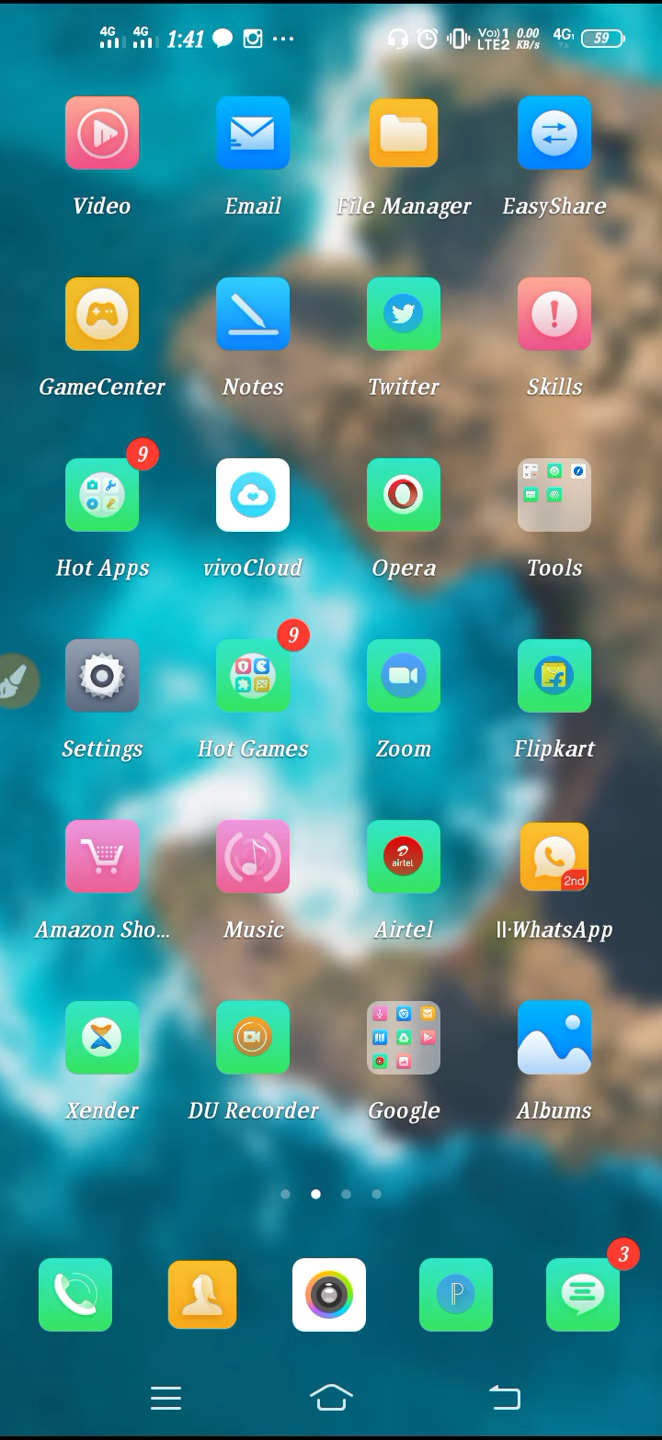 4G 4G 1:41 Vo)) 1 LTE2 0.00 KB/s 4G 59
Video Email File Manager EasyShare
GameCenter Notes Twitter Skills
9
Hot Apps vivoCloud Opera Tools
9
Settings Hot Games Zoom Flipkart
airtel 2nd
Amazon Sho... Music Airtel II·WhatsApp
Xender DU Recorder Google Albums
3
P